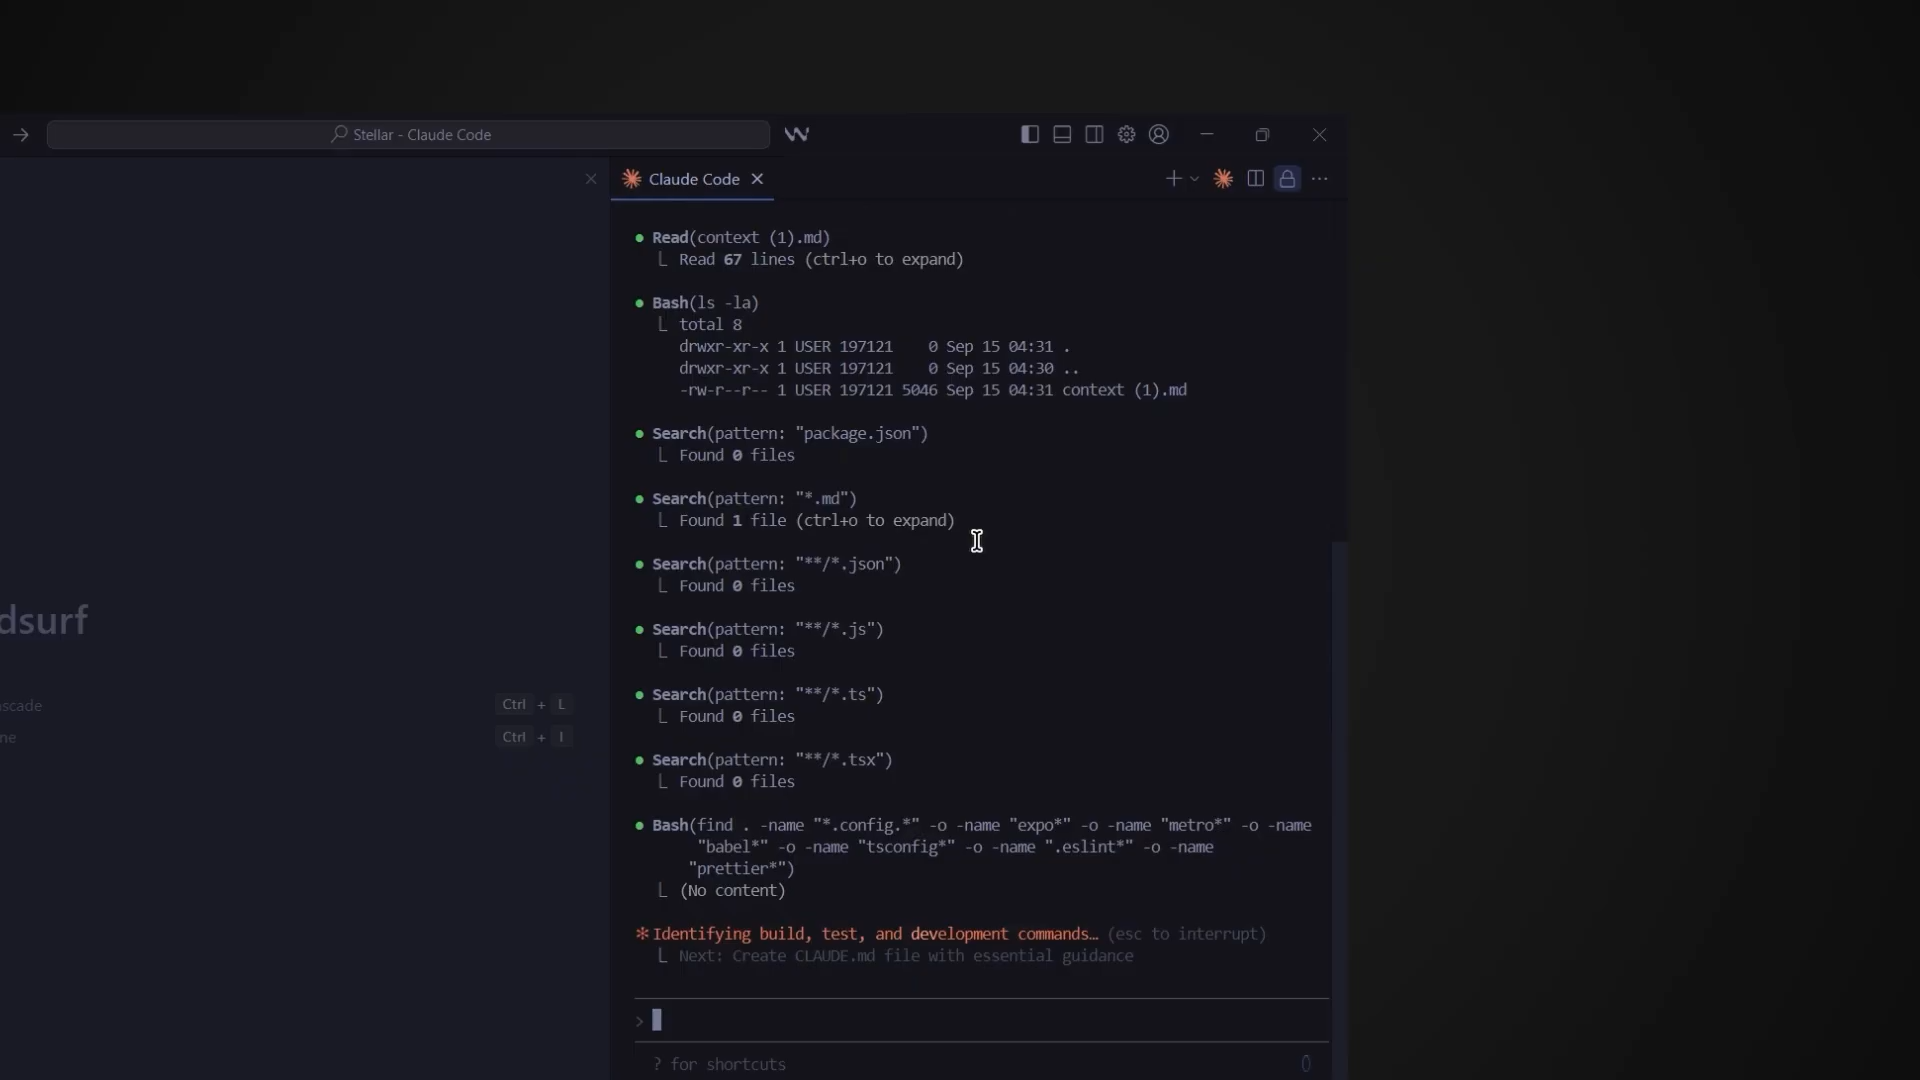 Stellar - Claude Code
Claude Code
Read(context (1).md)
Read 67 lines (ctrl+o to expand)
Bash(ls -la)
total 8
drwxr-xr-x 1 USER 197121    0 Sep 15 04:31 .
drwxr-xr-x 1 USER 197121    0 Sep 15 04:30 ..
-rw-r--r-- 1 USER 197121 5046 Sep 15 04:31 context (1).md
Search(pattern: "package.json")
Found 0 files
Search(pattern: "*.md")
Found 1 file (ctrl+o to expand)
Search(pattern: "**/*.json")
Found 0 files
Search(pattern: "**/*.js")
Found 0 files
Search(pattern: "**/*.ts")
Found 0 files
Search(pattern: "**/*.tsx")
Found 0 files
Bash(find . -name "*.config.*" -o -name "expo*" -o -name "metro*" -o -name
"babel*" -o -name "tsconfig*" -o -name ".eslint*" -o -name
"prettier*")
(No content)
Identifying build, test, and development commands… (esc to interrupt)
Next: Create CLAUDE.md file with essential guidance
>
? for shortcuts
dsurf
scade Ctrl + L
ne Ctrl + I